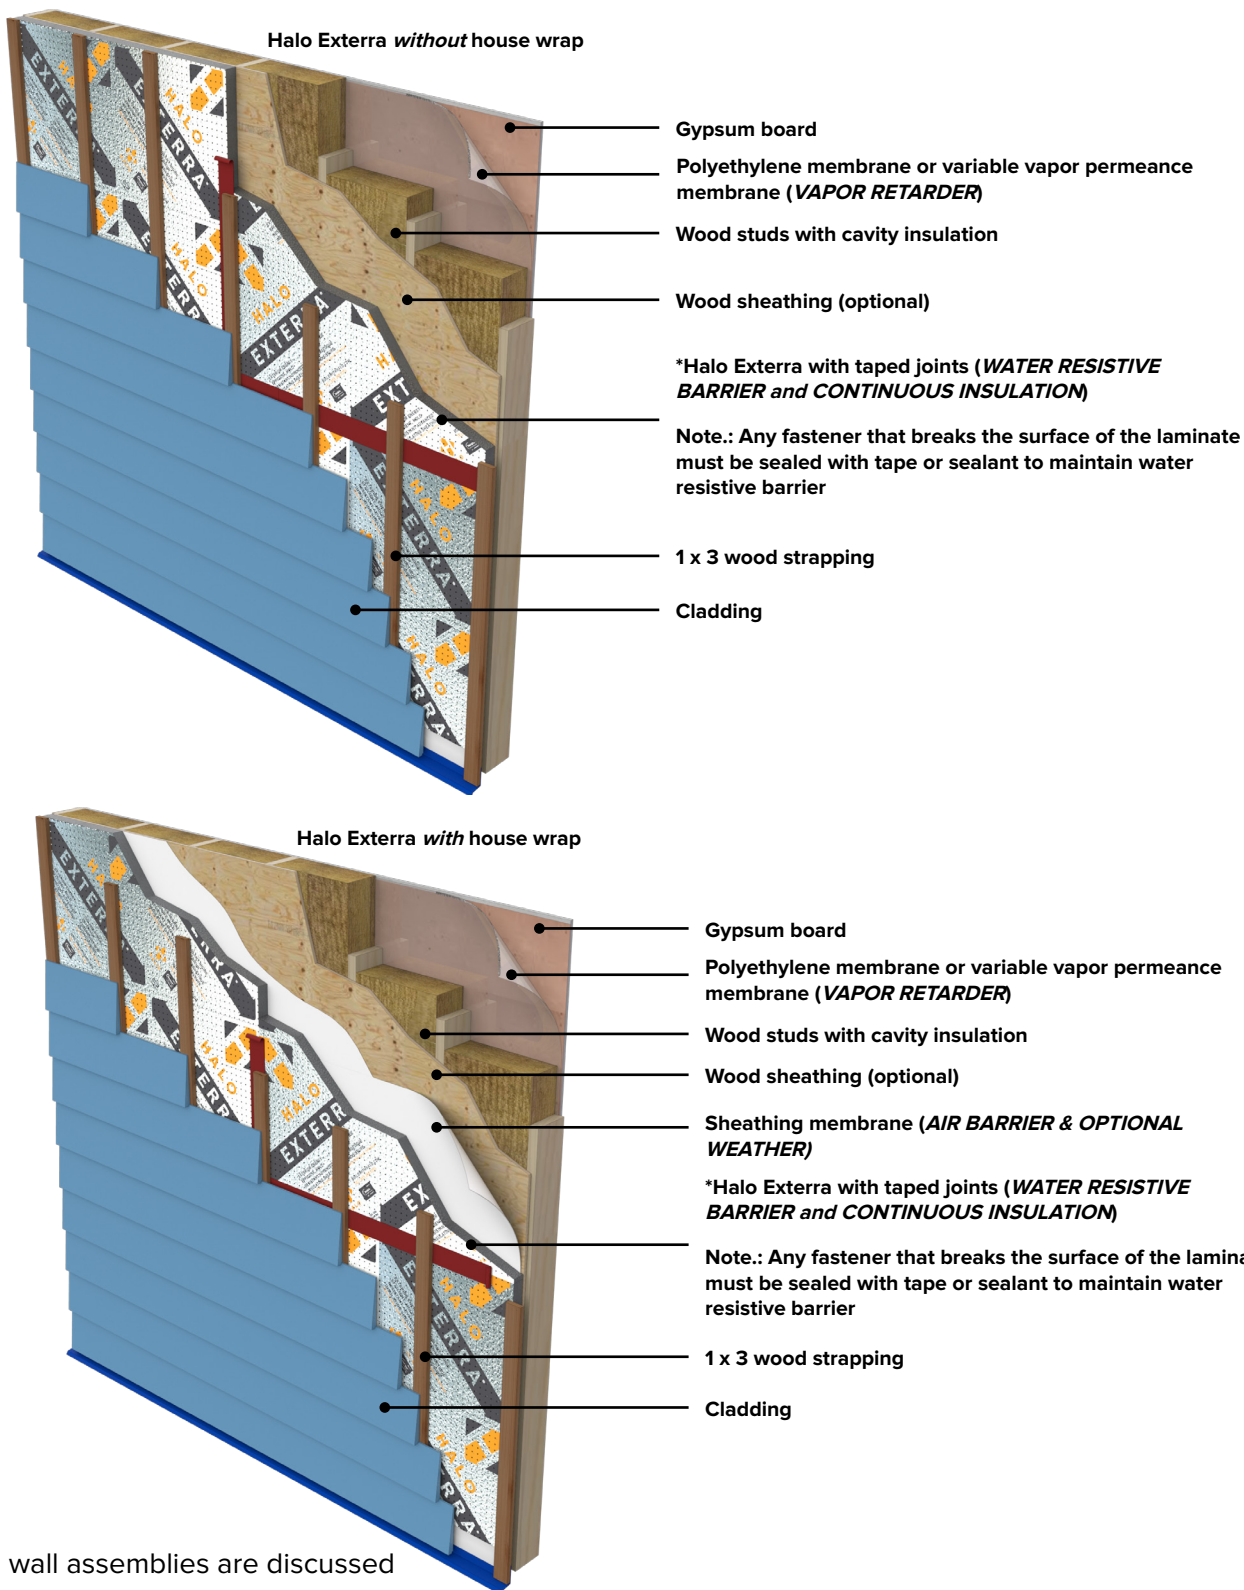 Halo Exterra without house wrap
Gypsum board
Polyethylene membrane or variable vapor permeance
membrane (VAPOR RETARDER)
Wood studs with cavity insulation
Wood sheathing (optional)
*Halo Exterra with taped joints (WATER RESISTIVE
BARRIER and CONTINUOUS INSULATION)
Note.: Any fastener that breaks the surface of the laminate
must be sealed with tape or sealant to maintain water
resistive barrier
1 x 3 wood strapping
Cladding
HALO
EXTERRA
Halo Exterra with house wrap
Gypsum board
Polyethylene membrane or variable vapor permeance
membrane (VAPOR RETARDER)
Wood studs with cavity insulation
Wood sheathing (optional)
Sheathing membrane (AIR BARRIER & OPTIONAL
WEATHER)
*Halo Exterra with taped joints (WATER RESISTIVE
BARRIER and CONTINUOUS INSULATION)
Note.: Any fastener that breaks the surface of the lamina
must be sealed with tape or sealant to maintain water
resistive barrier
1 x 3 wood strapping
Cladding
HALO
EXTERR
wall assemblies are discussed